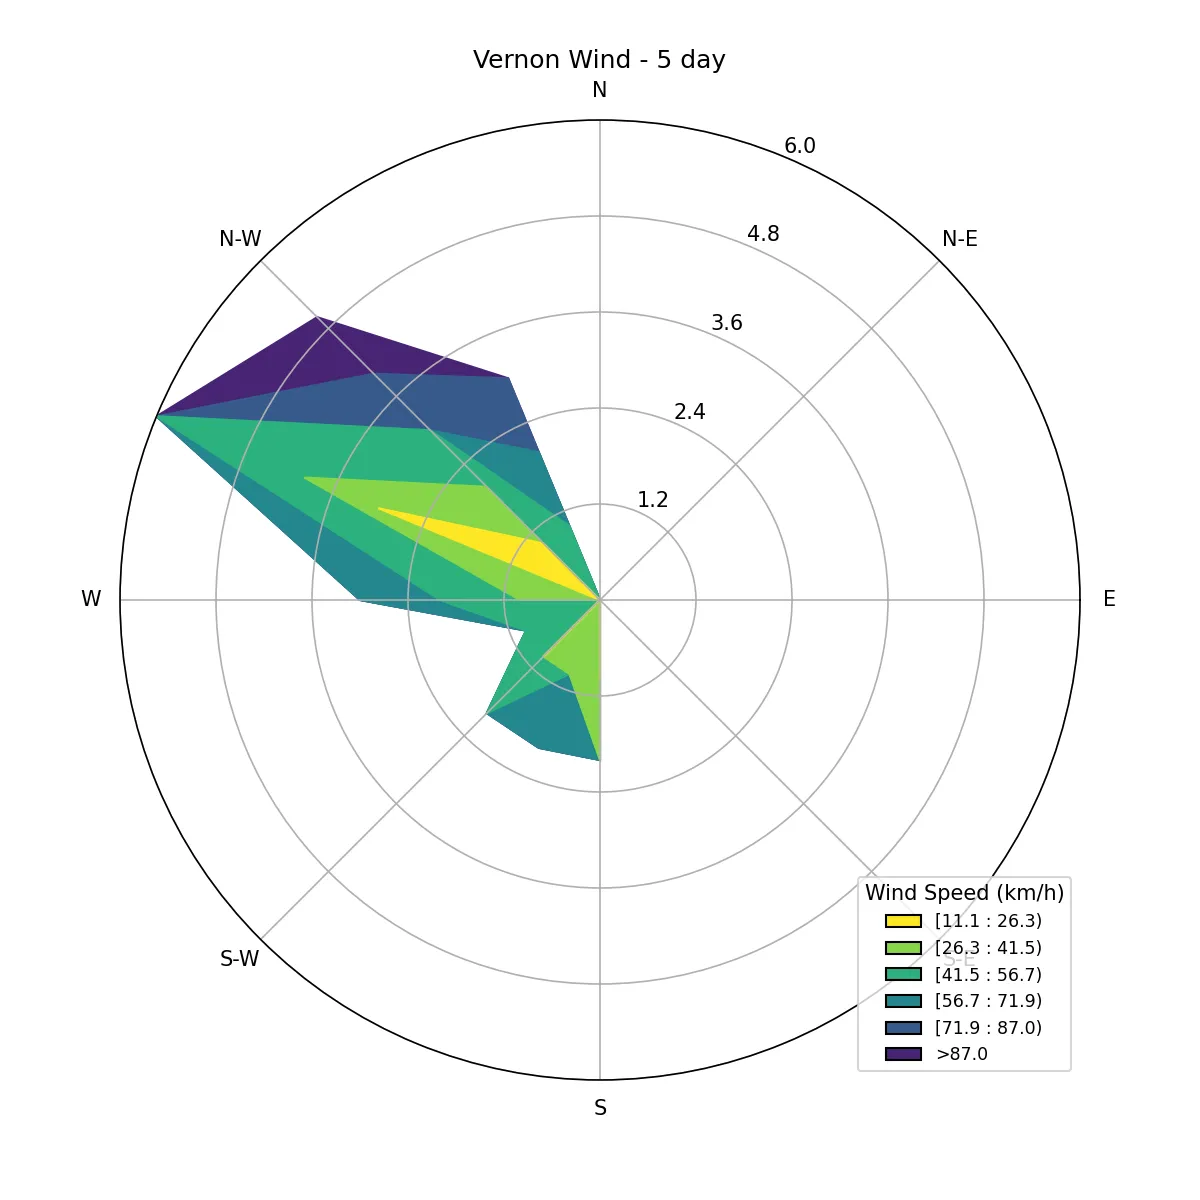 Vernon Wind - 5 day
N
6.0
N-W
4.8
N-E
3.6
2.4
1.2
W
E
Wind Speed (km/h)
[11.1 : 26.3)
[26.3 : 41.5)
S-W
S-E
[41.5 : 56.7)
[56.7 : 71.9)
[71.9 : 87.0)
>87.0
S